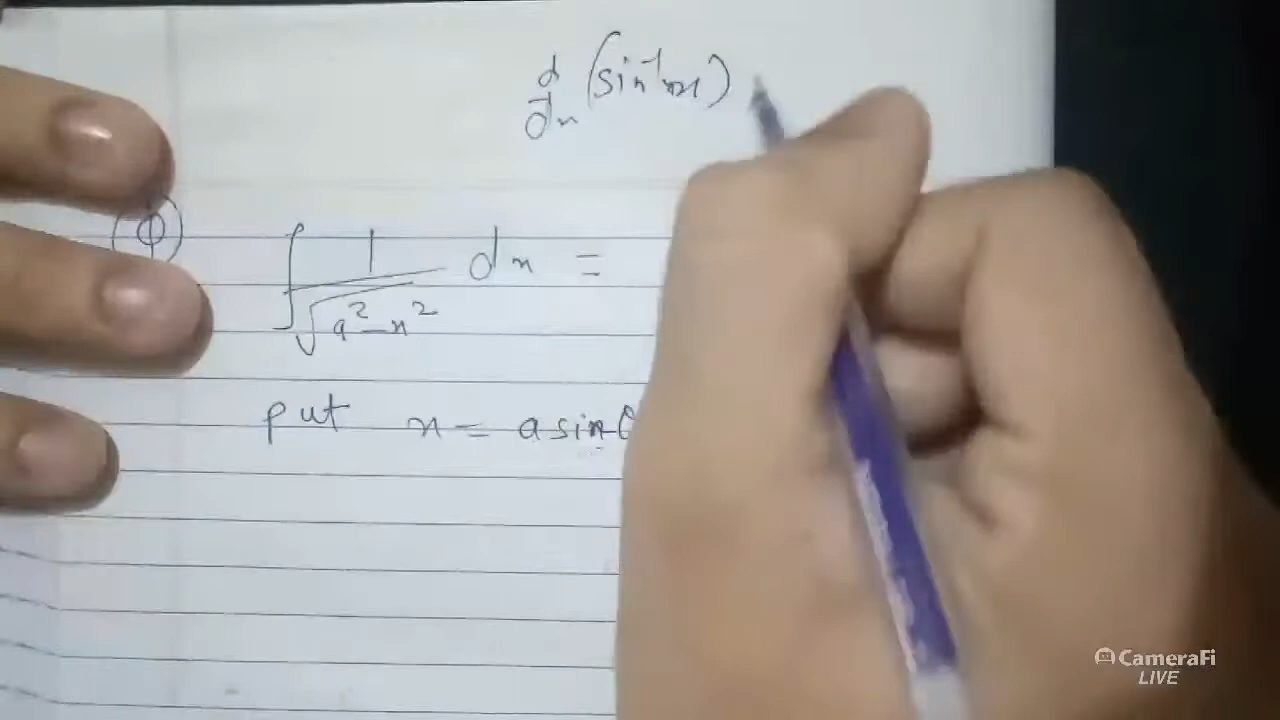 d/dx (sin⁻¹x)
① ∫ 1/√(a²-x²) dx =
put x = a sinθ
CameraFi
LIVE